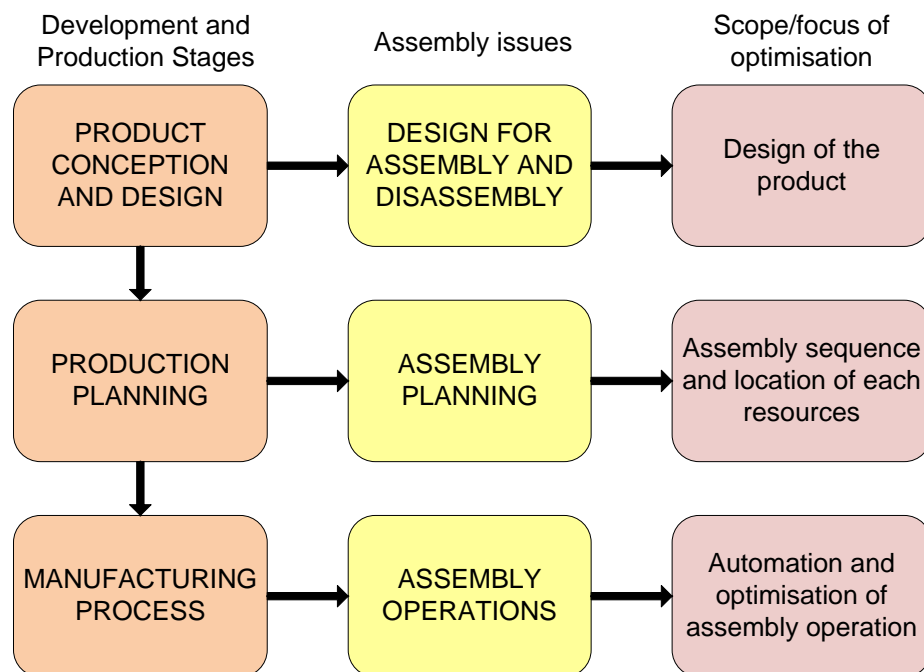 Development and
Production Stages
Assembly issues
Scope/focus of
optimisation
PRODUCT
CONCEPTION
AND DESIGN
DESIGN FOR
ASSEMBLY AND
DISASSEMBLY
Design of the
product
PRODUCTION
PLANNING
ASSEMBLY
PLANNING
Assembly sequence
and location of each
resources
MANUFACTURING
PROCESS
ASSEMBLY
OPERATIONS
Automation and
optimisation of
assembly operation